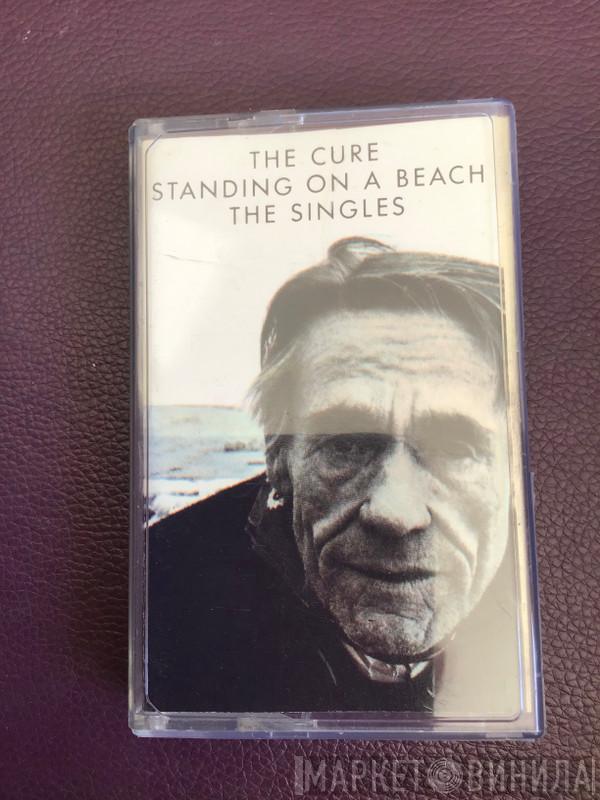 THE CURE
STANDING ON A BEACH
THE SINGLES
МАРКЕТ ВИНИЛА